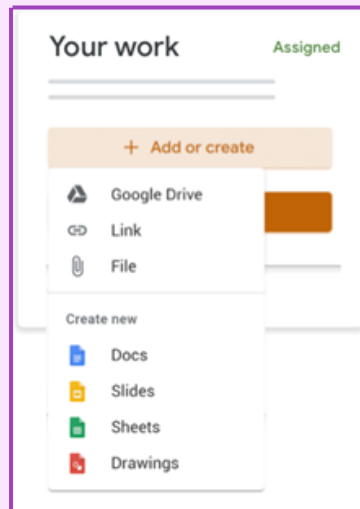 Your work
Assigned
+ Add or create
Google Drive
Link
File
Create new
Docs
Slides
Sheets
Drawings